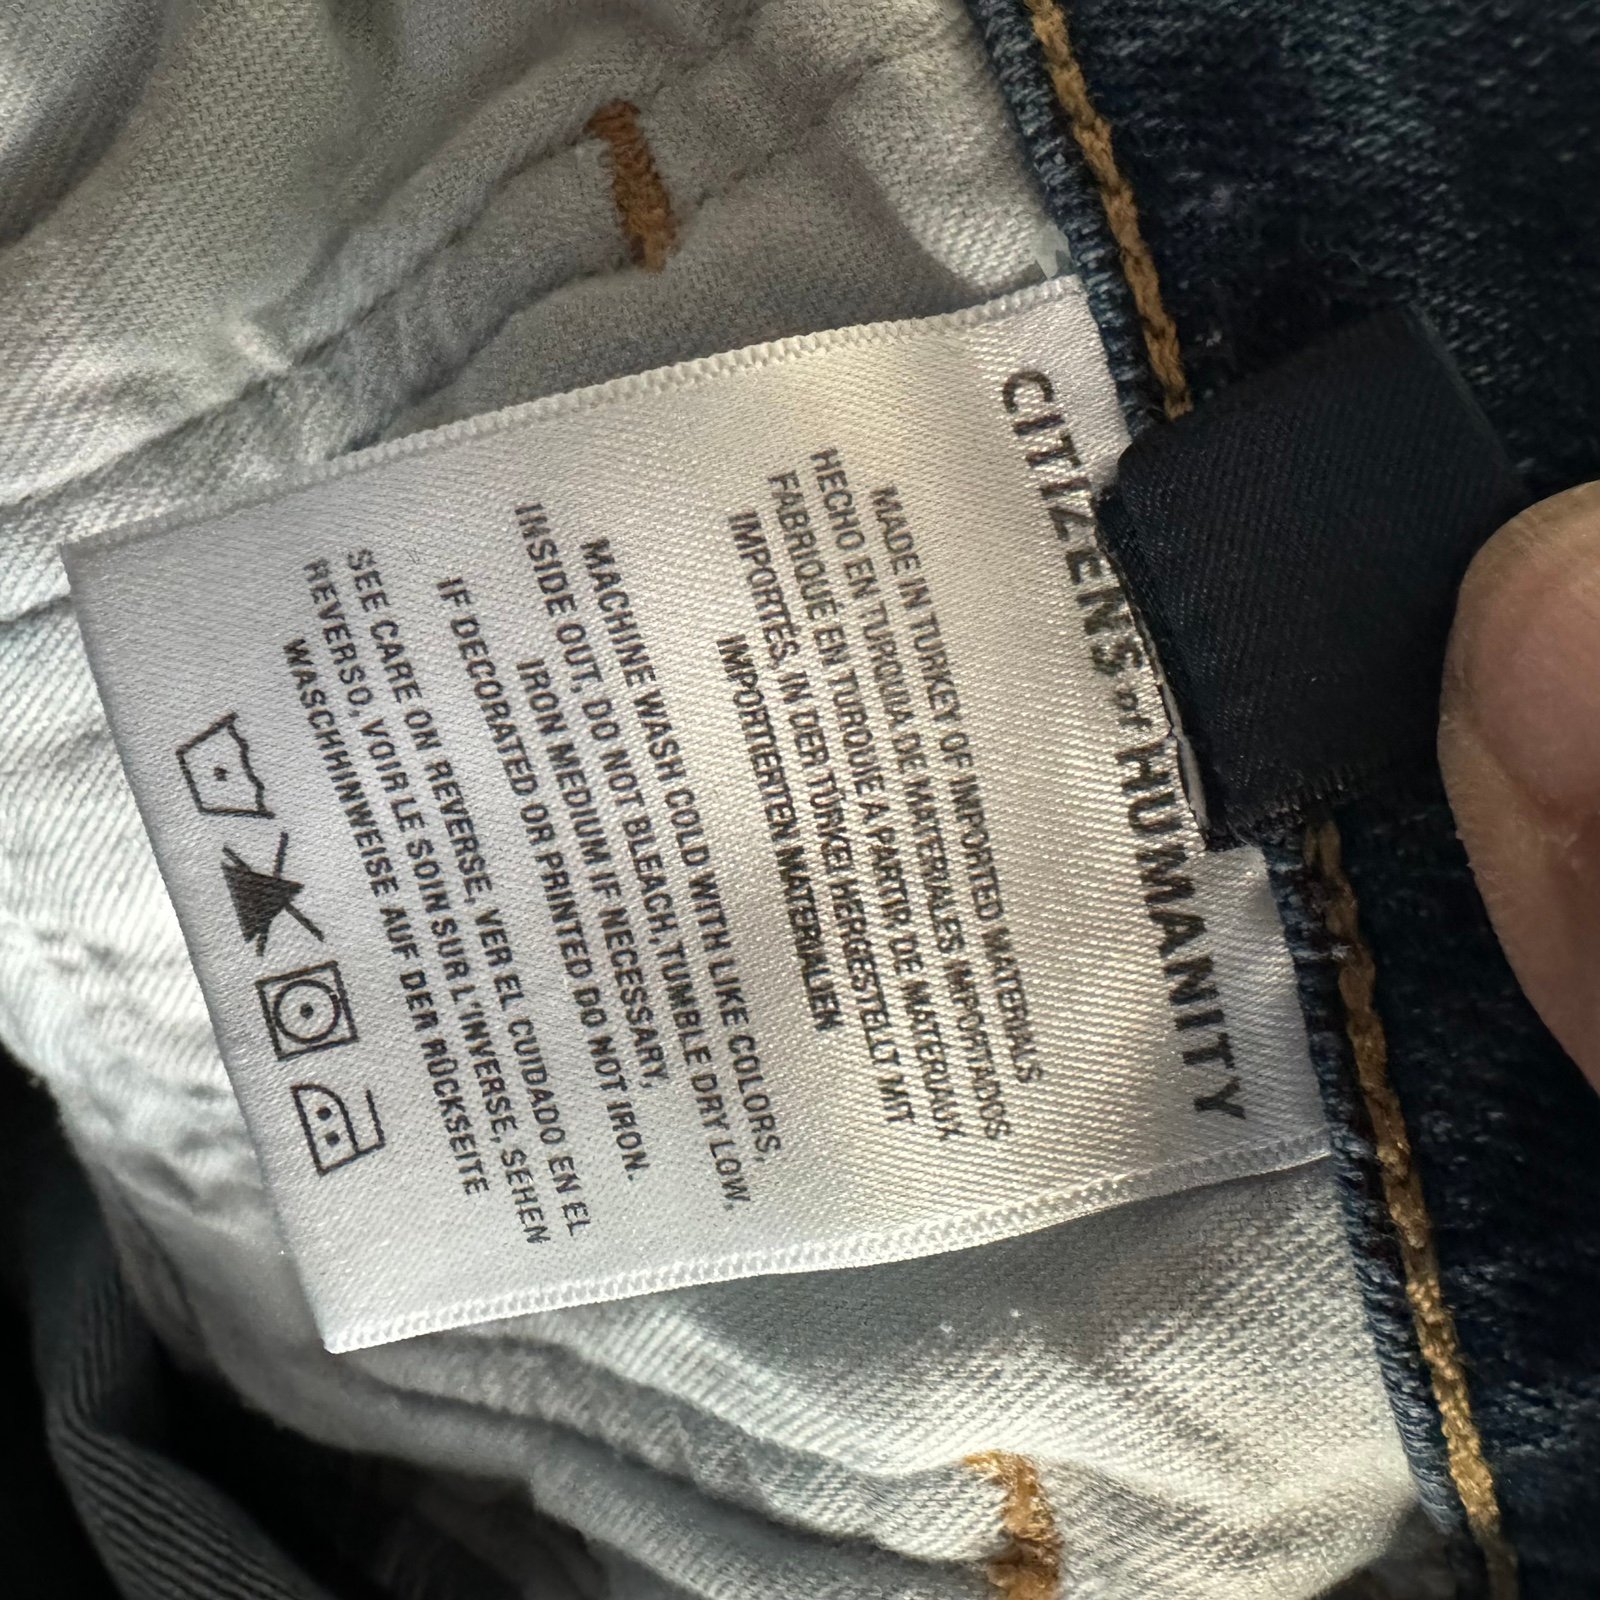 CITIZENS of HUMANITY
MADE IN TURKEY OF IMPORTED MATERIALS
HECHO EN TURQUIA DE MATERIALES IMPORTADOS
FABRIQUÉ EN TURQUIE A PARTIR DE MATERIAUX
IMPORTÉS, IN DER TÜRKEI HERGESTELLT MIT
IMPORTIERTEN MATERIALIEN
MACHINE WASH COLD WITH LIKE COLORS,
INSIDE OUT, DO NOT BLEACH, TUMBLE DRY LOW,
IRON MEDIUM IF NECESSARY,
IF DECORATED OR PRINTED DO NOT IRON.
SEE CARE ON REVERSE, VER EL CUIDADO EN EL
REVERSO, VOIR LE SOIN SUR L'INVERSE, SEHEN
WASCHHINWEISE AUF DER RÜCKSEITE